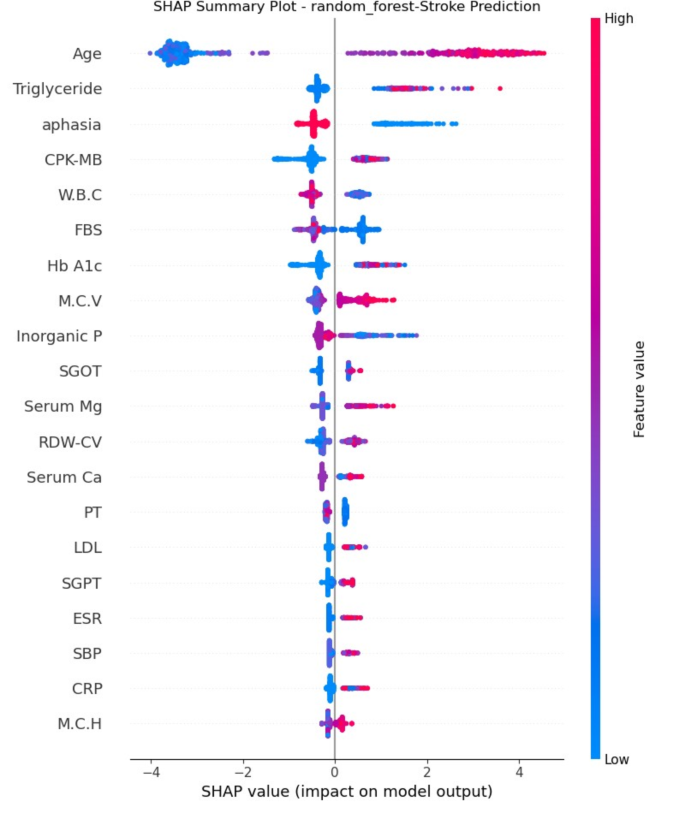 SHAP Summary Plot - random_forest-Stroke Prediction
High
Age
Triglyceride
aphasia
CPK-MB
W.B.C
FBS
Hb A1c
M.C.V
Inorganic P
SGOT
Serum Mg
RDW-CV
Serum Ca
PT
LDL
SGPT
ESR
SBP
CRP
M.C.H
Feature value
Low
−4 −2 0 2 4
SHAP value (impact on model output)